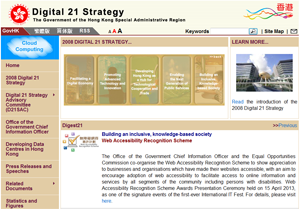 Digital 21 Strategy
The Government of the Hong Kong Special Administrative Region
香港
GovHK 繁體版 简体版 RSS A A A Keywords Site Map
Cloud
Computing
Home
2008 Digital 21
Strategy
Digital 21 Strategy
Advisory
Committee
(D21SAC)
Office of the
Government Chief
Information Officer
Developing Data
Centres in Hong
Kong
Press Releases and
Speeches
Related
Documents
Statistics and
Figures
2008 DIGITAL 21 STRATEGY...
Facilitating a
Digital Economy
LEARN MORE...
Read the introduction of the
2008 Digital 21 Strategy
Digest21
>>Previous
Building an inclusive, knowledge-based society
Web Accessibility Recognition Scheme
The Office of the Government Chief Information Officer and the Equal Opportunities
Commission co-organise the Web Accessibility Recognition Scheme to show appreciation
to businesses and organisations which have made their websites accessible, with an aim to
encourage adoption of web accessibility to facilitate access to online information and
services by all segments of the community including persons with disabilities. Web
Accessibility Recognition Scheme Awards Presentation Ceremony held on 15 April 2013,
as one of the signature events of the first-ever International IT Fest. For details, please visit
here.